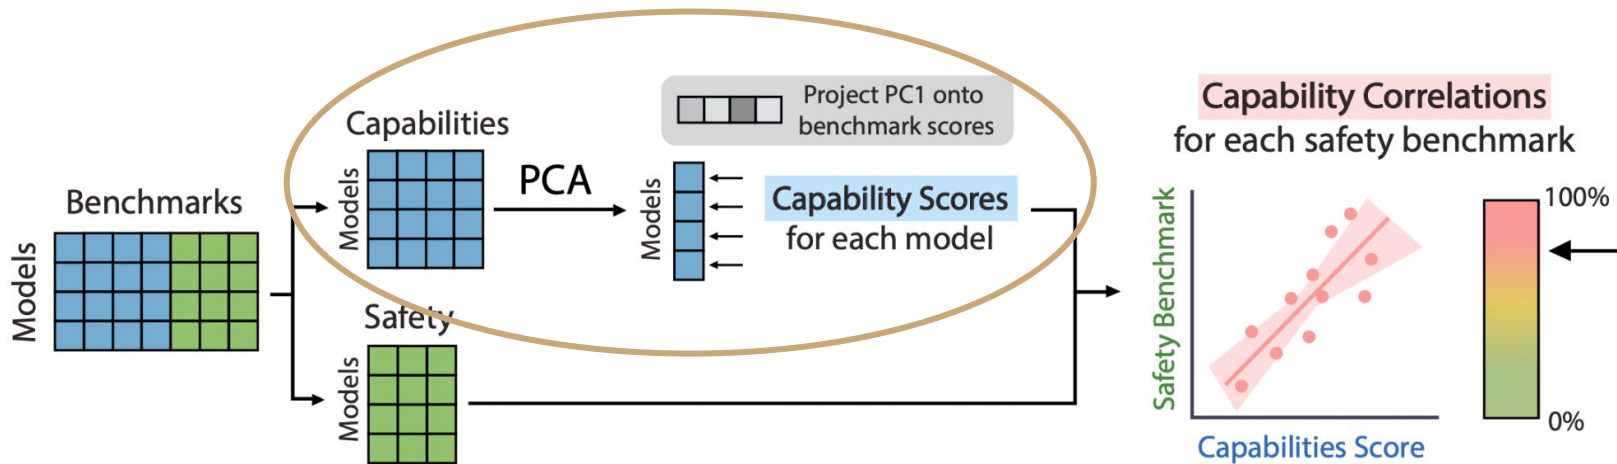 Benchmarks
Models
Capabilities
Models
PCA
Project PC1 onto
benchmark scores
Models
Capability Scores
for each model
Safety
Models
Capability Correlations
for each safety benchmark
Safety Benchmark
Capabilities Score
100%
0%